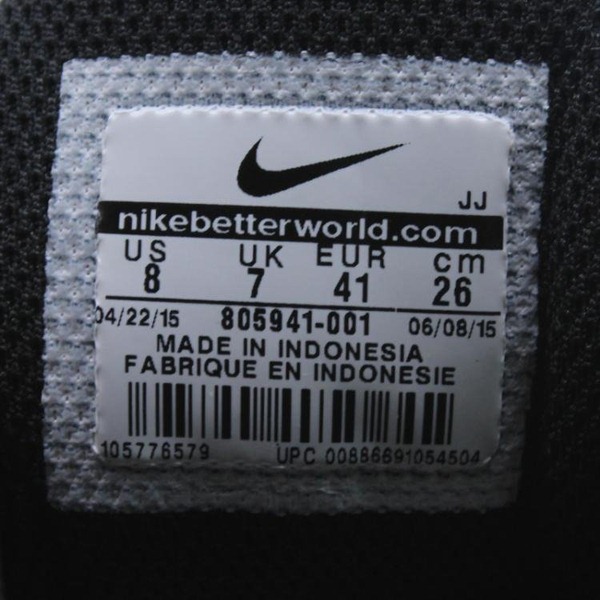 JJ
nikebetterworld.com
US UK EUR cm
8 7 41 26
04/22/15 805941-001 06/08/15
MADE IN INDONESIA
FABRIQUE EN INDONESIE
105776579 UPC 00886691054504